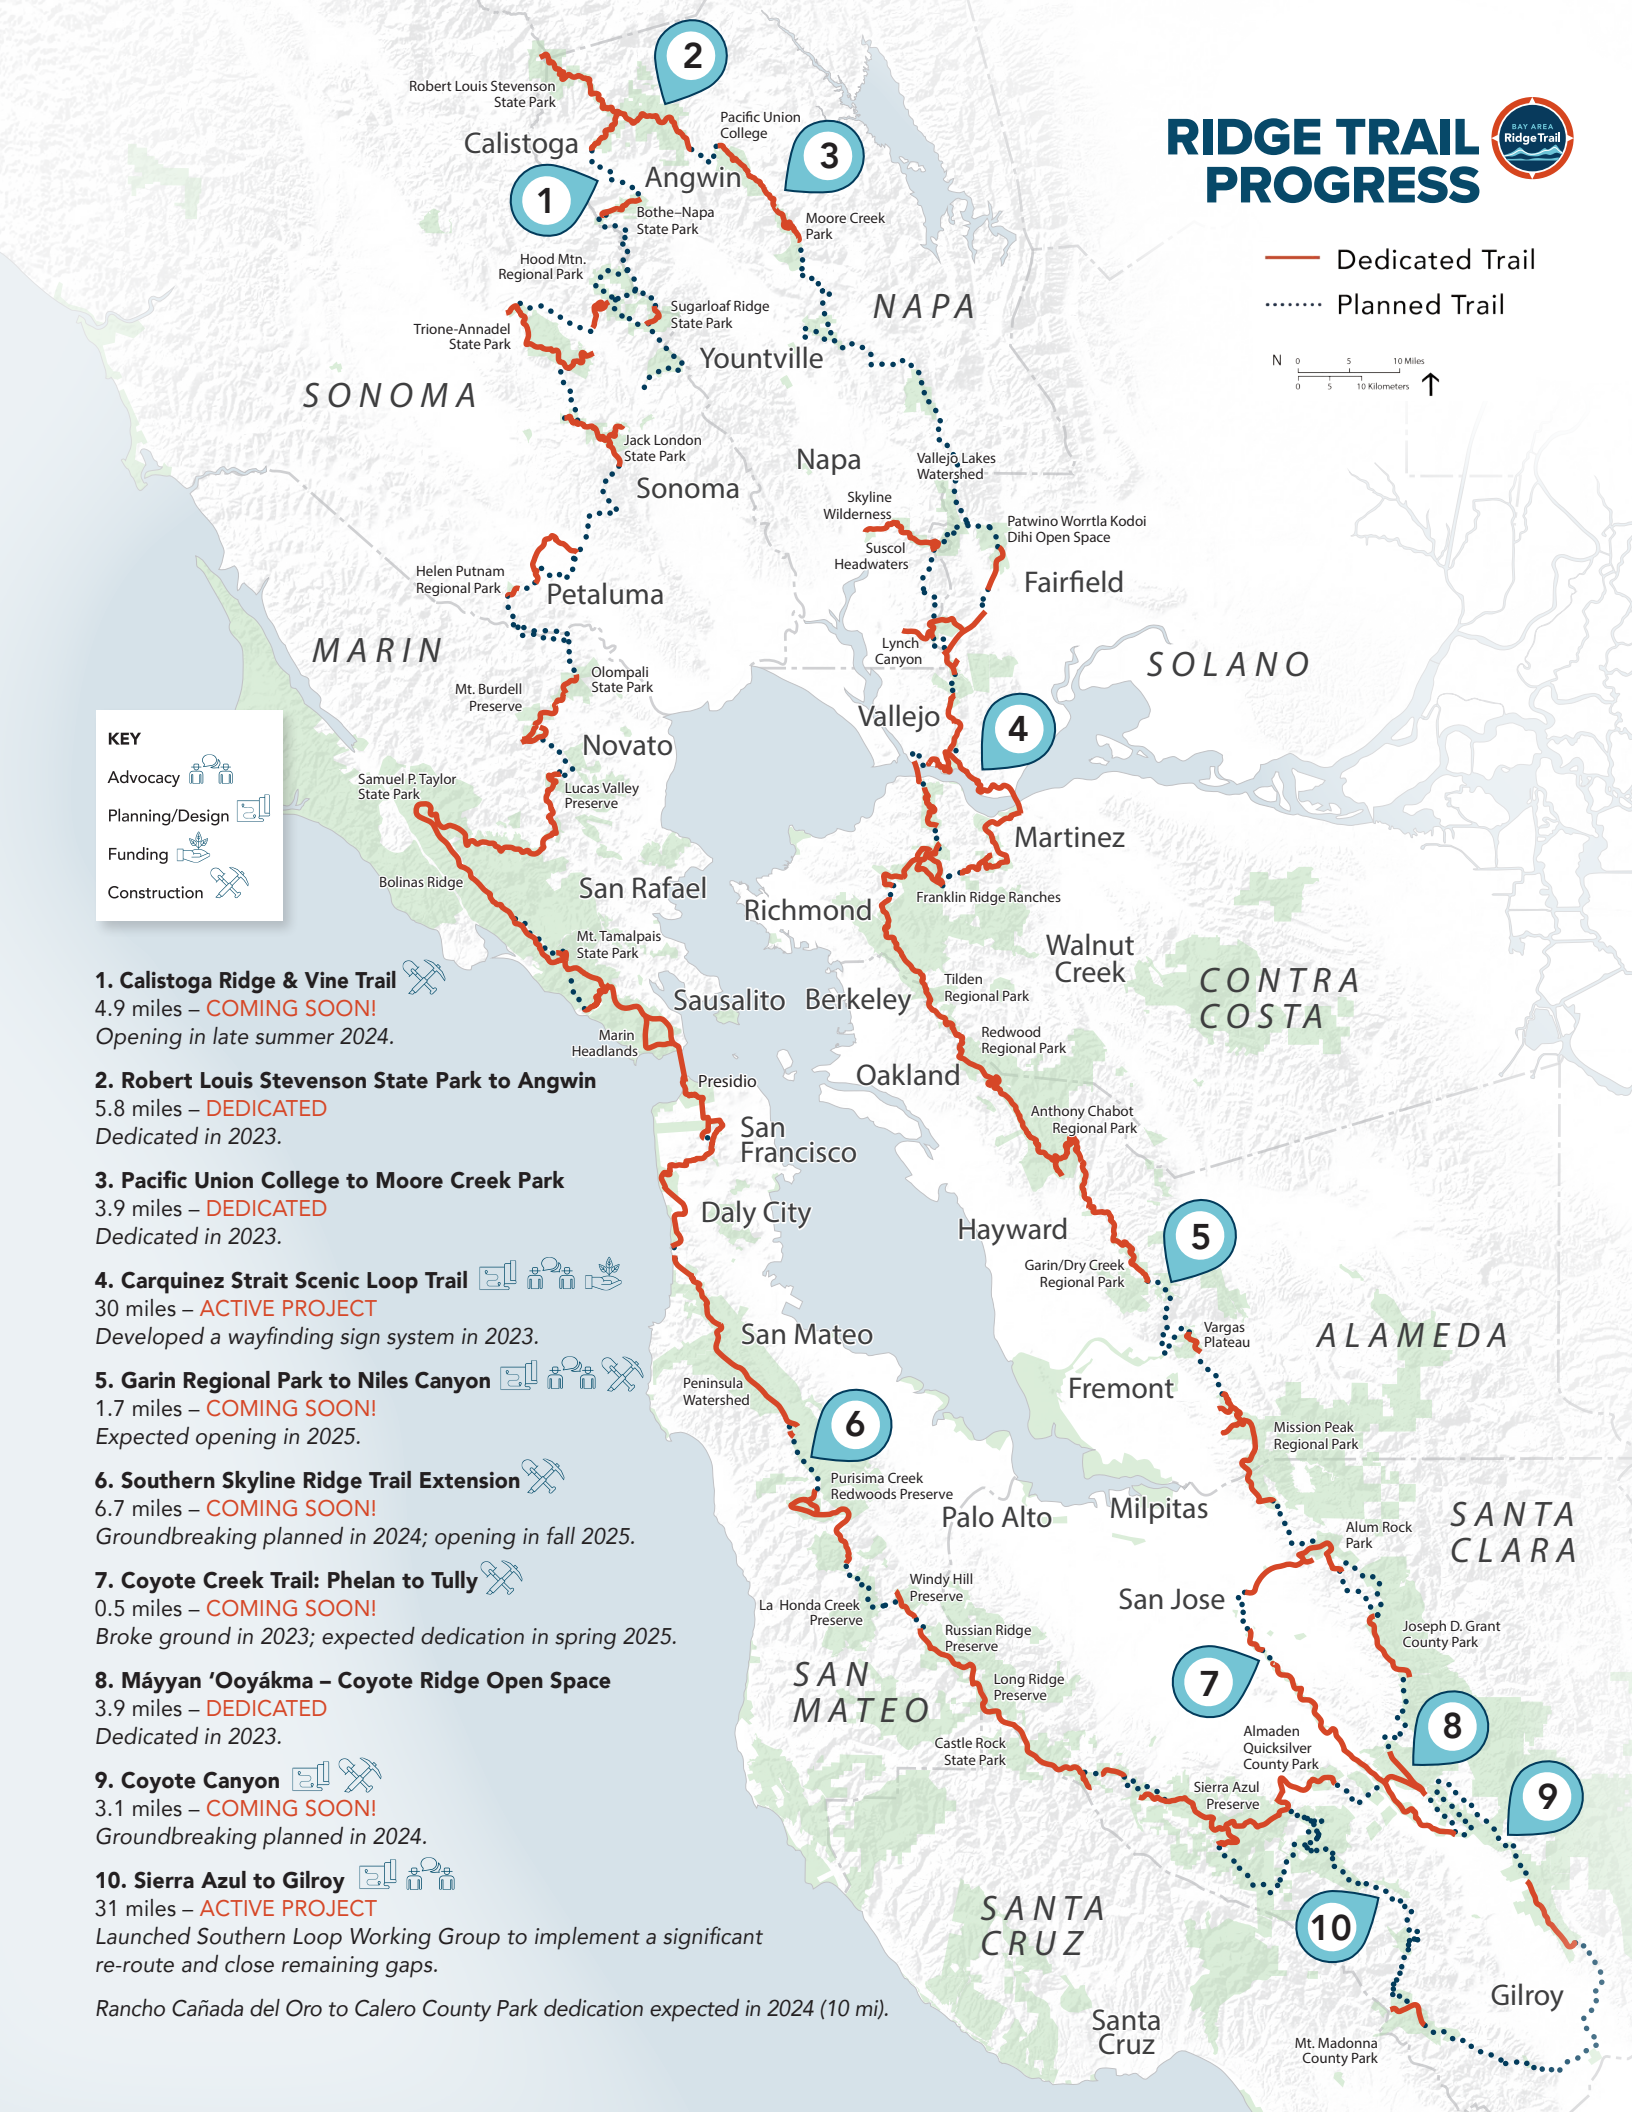 RIDGE TRAIL
PROGRESS
BAY AREA
Ridge Trail
Dedicated Trail
Planned Trail
N
0 5 10 Miles
0 5 10 Kilometers
2
Robert Louis Stevenson
State Park
Pacific Union
College
Calistoga
3
Angwin
1
Bothe–Napa
State Park
Moore Creek
Park
Hood Mtn.
Regional Park
NAPA
Sugarloaf Ridge
State Park
Trione-Annadel
State Park
Yountville
SONOMA
Jack London
State Park
Napa
Vallejo Lakes
Watershed
Sonoma
Skyline
Wilderness
Patwino Worrtla Kodoi
Dihi Open Space
Suscol
Headwaters
Helen Putnam
Regional Park
Fairfield
Petaluma
MARIN
Lynch
Canyon
SOLANO
Olompali
State Park
Mt. Burdell
Preserve
Vallejo
4
Novato
KEY
Advocacy
Planning/Design
Funding
Construction
Samuel P. Taylor
State Park
Lucas Valley
Preserve
Martinez
Bolinas Ridge
San Rafael
Franklin Ridge Ranches
Richmond
Mt. Tamalpais
State Park
Walnut
Creek
CONTRA
COSTA
Tilden
Regional Park
Sausalito
Berkeley
Marin
Headlands
Redwood
Regional Park
Oakland
Presidio
Anthony Chabot
Regional Park
San
Francisco
Daly City
Hayward
5
Garin/Dry Creek
Regional Park
San Mateo
Vargas
Plateau
ALAMEDA
Peninsula
Watershed
Fremont
6
Mission Peak
Regional Park
Purisima Creek
Redwoods Preserve
Palo Alto
Milpitas
SANTA
CLARA
Alum Rock
Park
Windy Hill
Preserve
San Jose
La Honda Creek
Preserve
Joseph D. Grant
County Park
Russian Ridge
Preserve
SAN
MATEO
Long Ridge
Preserve
7
8
Castle Rock
State Park
Almaden
Quicksilver
County Park
Sierra Azul
Preserve
9
SANTA
CRUZ
10
Gilroy
Santa
Cruz
Mt. Madonna
County Park
1. Calistoga Ridge & Vine Trail
4.9 miles – COMING SOON!
Opening in late summer 2024.
2. Robert Louis Stevenson State Park to Angwin
5.8 miles – DEDICATED
Dedicated in 2023.
3. Pacific Union College to Moore Creek Park
3.9 miles – DEDICATED
Dedicated in 2023.
4. Carquinez Strait Scenic Loop Trail
30 miles – ACTIVE PROJECT
Developed a wayfinding sign system in 2023.
5. Garin Regional Park to Niles Canyon
1.7 miles – COMING SOON!
Expected opening in 2025.
6. Southern Skyline Ridge Trail Extension
6.7 miles – COMING SOON!
Groundbreaking planned in 2024; opening in fall 2025.
7. Coyote Creek Trail: Phelan to Tully
0.5 miles – COMING SOON!
Broke ground in 2023; expected dedication in spring 2025.
8. Máyyan ‘Ooyákma – Coyote Ridge Open Space
3.9 miles – DEDICATED
Dedicated in 2023.
9. Coyote Canyon
3.1 miles – COMING SOON!
Groundbreaking planned in 2024.
10. Sierra Azul to Gilroy
31 miles – ACTIVE PROJECT
Launched Southern Loop Working Group to implement a significant
re-route and close remaining gaps.
Rancho Cañada del Oro to Calero County Park dedication expected in 2024 (10 mi).